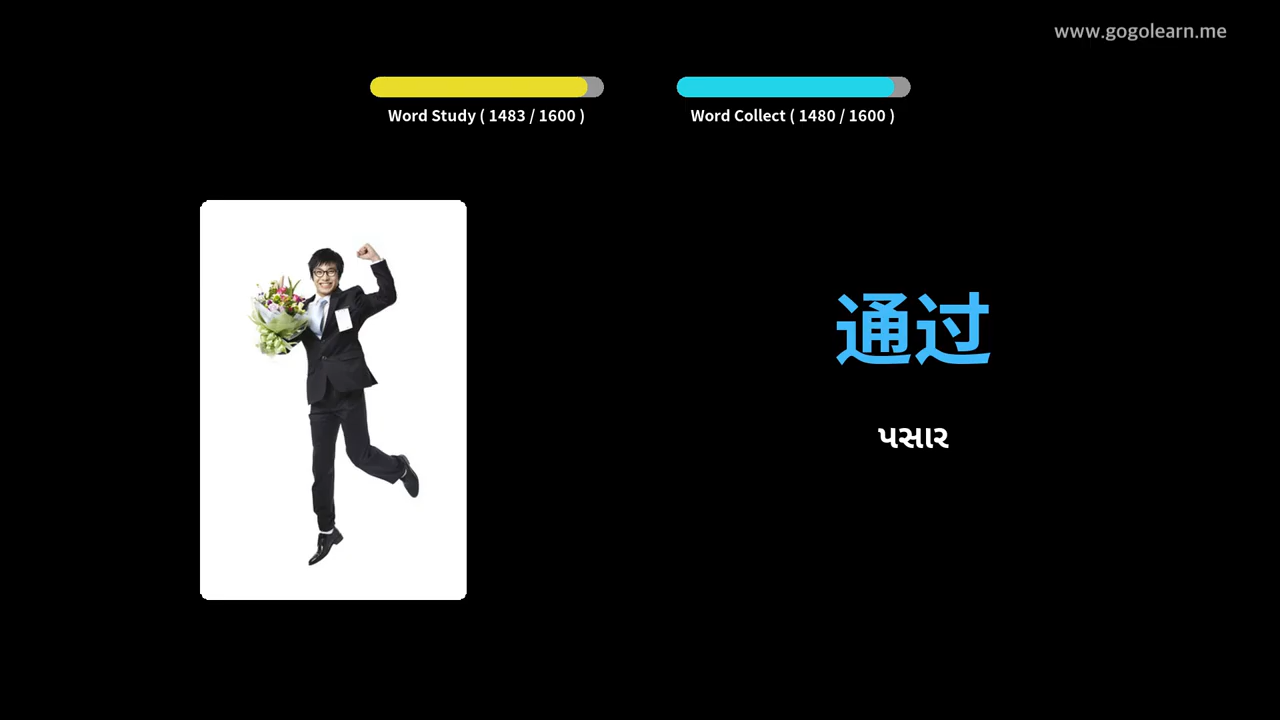 www.gogolearn.me
Word Study ( 1483 / 1600 )
Word Collect ( 1480 / 1600 )
通过
પસાર